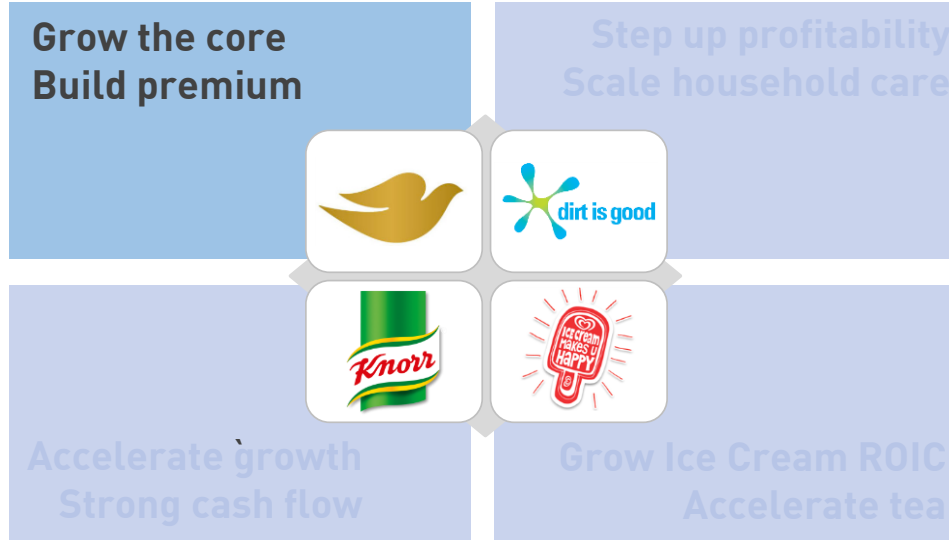 Grow the core
Build premium
Step up profitability
Scale household care
dirt is good
Knorr
ICE CREAM
MAKES U
HAPPY
Accelerate growth
Strong cash flow
Grow Ice Cream ROIC
Accelerate tea